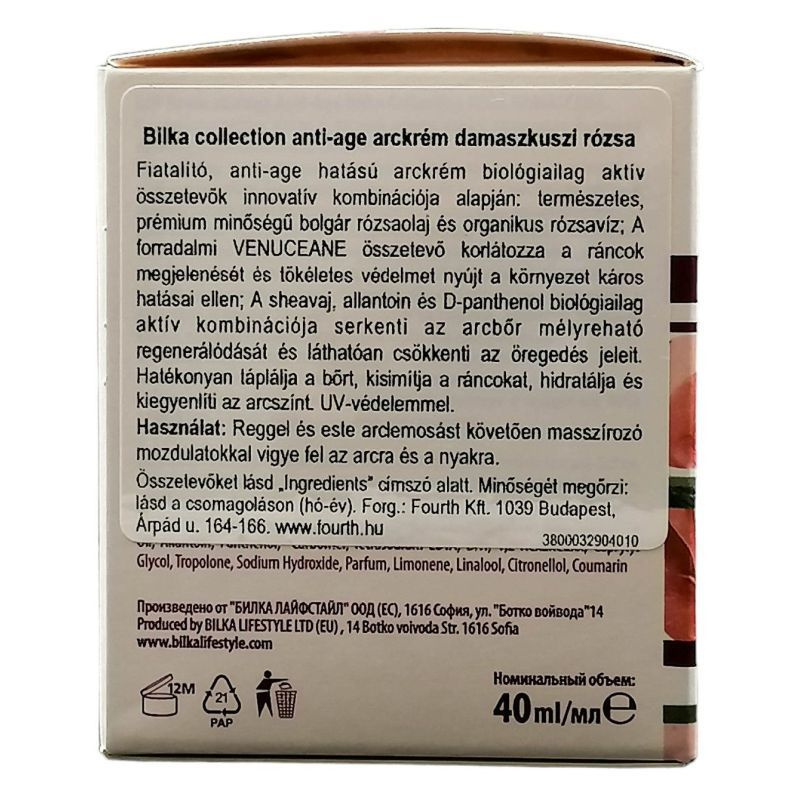 Bilka collection anti-age arckrém damaszkuszi rózsa
Fiatalító, anti-age hatású arckrém biológiailag aktív
összetevők innovatív kombinációja alapján: természetes,
prémium minőségű bolgár rózsaolaj és organikus rózsavíz; A
forradalmi VENUCEANE összetevő korlátozza a ráncok
megjelenését és tökéletes védelmet nyújt a környezet káros
hatásai ellen; A sheavaj, allantoin és D-panthenol biológiailag
aktív kombinációja serkenti az arcbőr mélyreható
regenerálódását és láthatóan csökkenti az öregedés jeleit.
Hatékonyan táplálja a bőrt, kisimítja a ráncokat, hidratálja és
kiegyenlíti az arcszínt. UV-védelemmel.
Használat: Reggel és este arclemosást követően masszírozó
mozdulatokkal vigye fel az arcra és a nyakra.
Összetevőket lásd „Ingredients" címszó alatt. Minőségét megőrzi:
lásd a csomagoláson (hó-év). Forg.: Fourth Kft. 1039 Budapest,
Árpád u. 164-166. www.fourth.hu
3800032904010
Glycol, Tropolone, Sodium Hydroxide, Parfum, Limonene, Linalool, Citronellol, Coumarin
Произведено от "БИЛКА ЛАЙФСТАЙЛ" ООД (ЕС), 1616 София, ул. "Ботко войвода"14
Produced by BILKA LIFESTYLE LTD (EU) , 14 Botko voivoda Str. 1616 Sofia
www.bilkalifestyle.com
Номинальный объем:
12M
21
PAP
40ml/мл℮